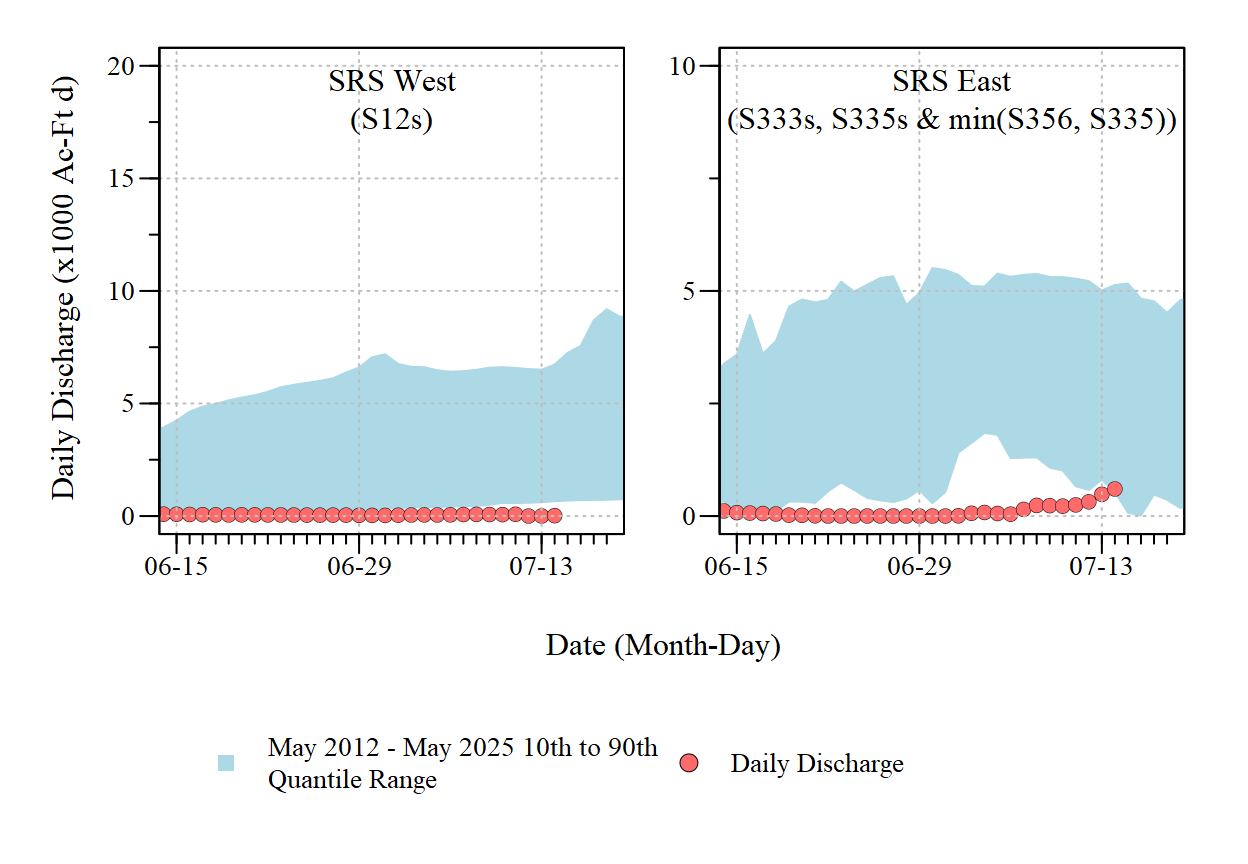 SRS West
(S12s)
SRS East
(S333s, S335s & min(S356, S335))
Daily Discharge (x1000 Ac-Ft d)
20
15
10
5
0
10
5
0
06-15
06-29
07-13
06-15
06-29
07-13
Date (Month-Day)
May 2012 - May 2025 10th to 90th
Quantile Range
Daily Discharge